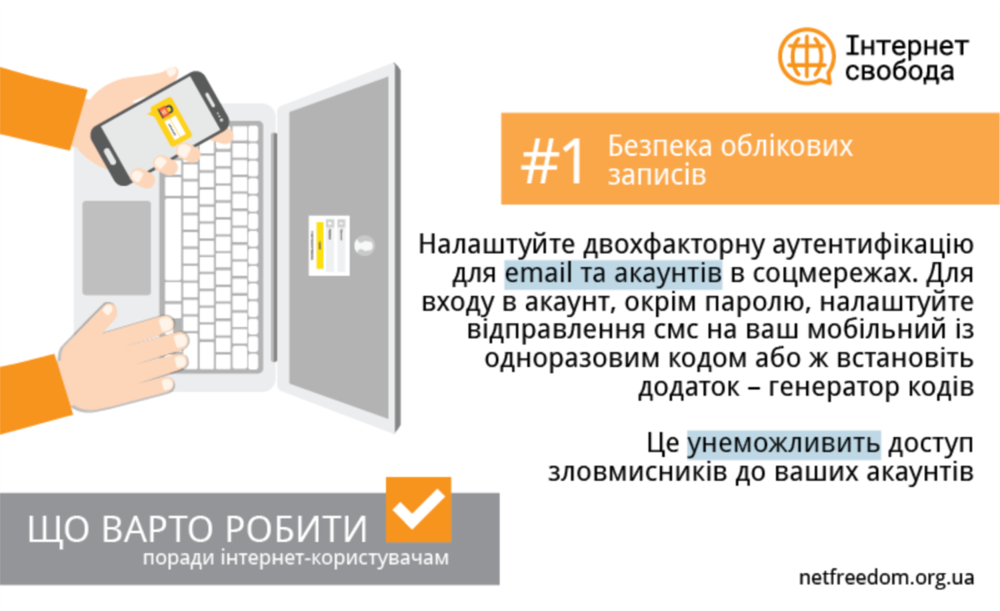 Інтернет
свобода
#1
Безпека облікових
записів
Налаштуйте двохфакторну аутентифікацію
для email та акаунтів в соцмережах. Для
входу в акаунт, окрім паролю, налаштуйте
відправлення смс на ваш мобільний із
одноразовим кодом або ж встановіть
додаток – генератор кодів
Це унеможливить доступ
зловмисників до ваших акаунтів
ЩО ВАРТО РОБИТИ
поради інтернет-користувачам
netfreedom.org.ua